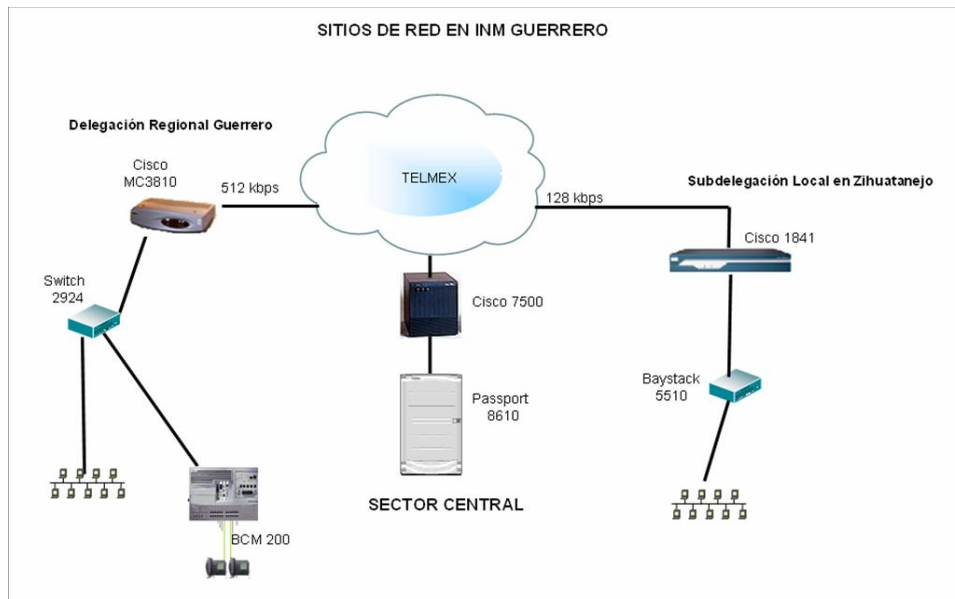 SITIOS DE RED EN INM GUERRERO
Delegación Regional Guerrero
Cisco
MC3810
512 kbps
TELMEX
128 kbps
Subdelegación Local en Zihuatanejo
Cisco 1841
Switch
2924
Cisco 7500
Passport
8610
Baystack
5510
SECTOR CENTRAL
BCM 200